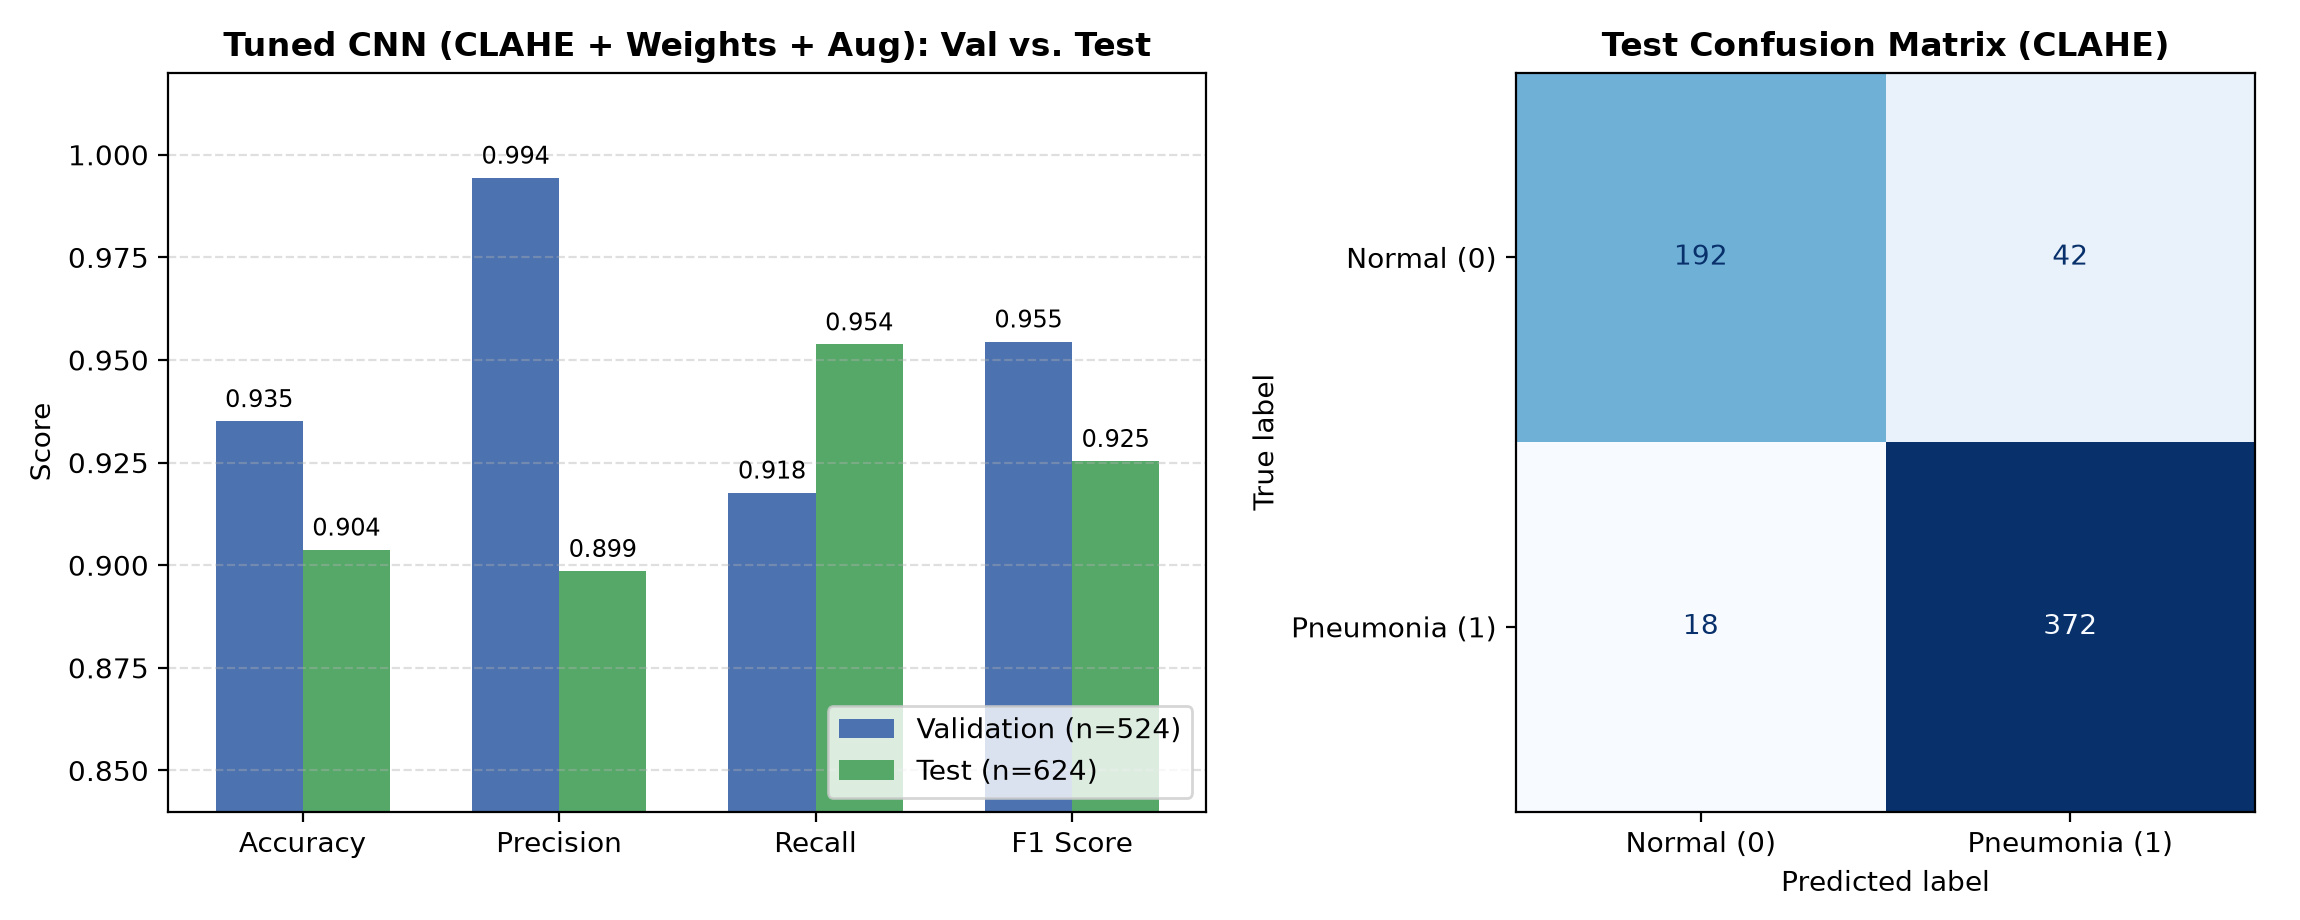 Tuned CNN (CLAHE + Weights + Aug): Val vs. Test
Score
1.000
0.975
0.950
0.925
0.900
0.875
0.850
0.935
0.904
0.994
0.899
0.918
0.954
0.955
0.925
Validation (n=524)
Test (n=624)
Accuracy
Precision
Recall
F1 Score
Test Confusion Matrix (CLAHE)
True label
Normal (0)
192
42
Pneumonia (1)
18
372
Normal (0)
Pneumonia (1)
Predicted label